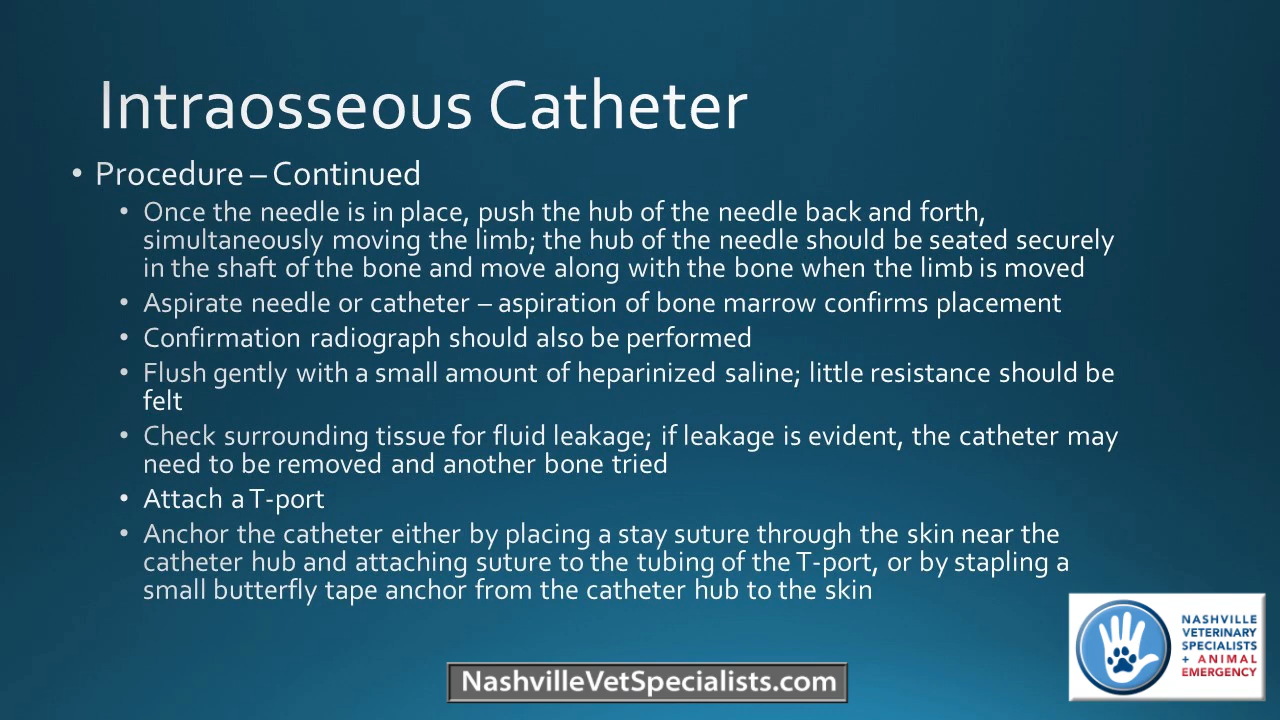 Intraosseous Catheter
• Procedure – Continued
• Once the needle is in place, push the hub of the needle back and forth,
simultaneously moving the limb; the hub of the needle should be seated securely
in the shaft of the bone and move along with the bone when the limb is moved
• Aspirate needle or catheter – aspiration of bone marrow confirms placement
• Confirmation radiograph should also be performed
• Flush gently with a small amount of heparinized saline; little resistance should be
felt
• Check surrounding tissue for fluid leakage; if leakage is evident, the catheter may
need to be removed and another bone tried
• Attach a T-port
• Anchor the catheter either by placing a stay suture through the skin near the
catheter hub and attaching suture to the tubing of the T-port, or by stapling a
small butterfly tape anchor from the catheter hub to the skin
NASHVILLE
VETERINARY
SPECIALISTS
+ ANIMAL
EMERGENCY
NashvilleVetSpecialists.com